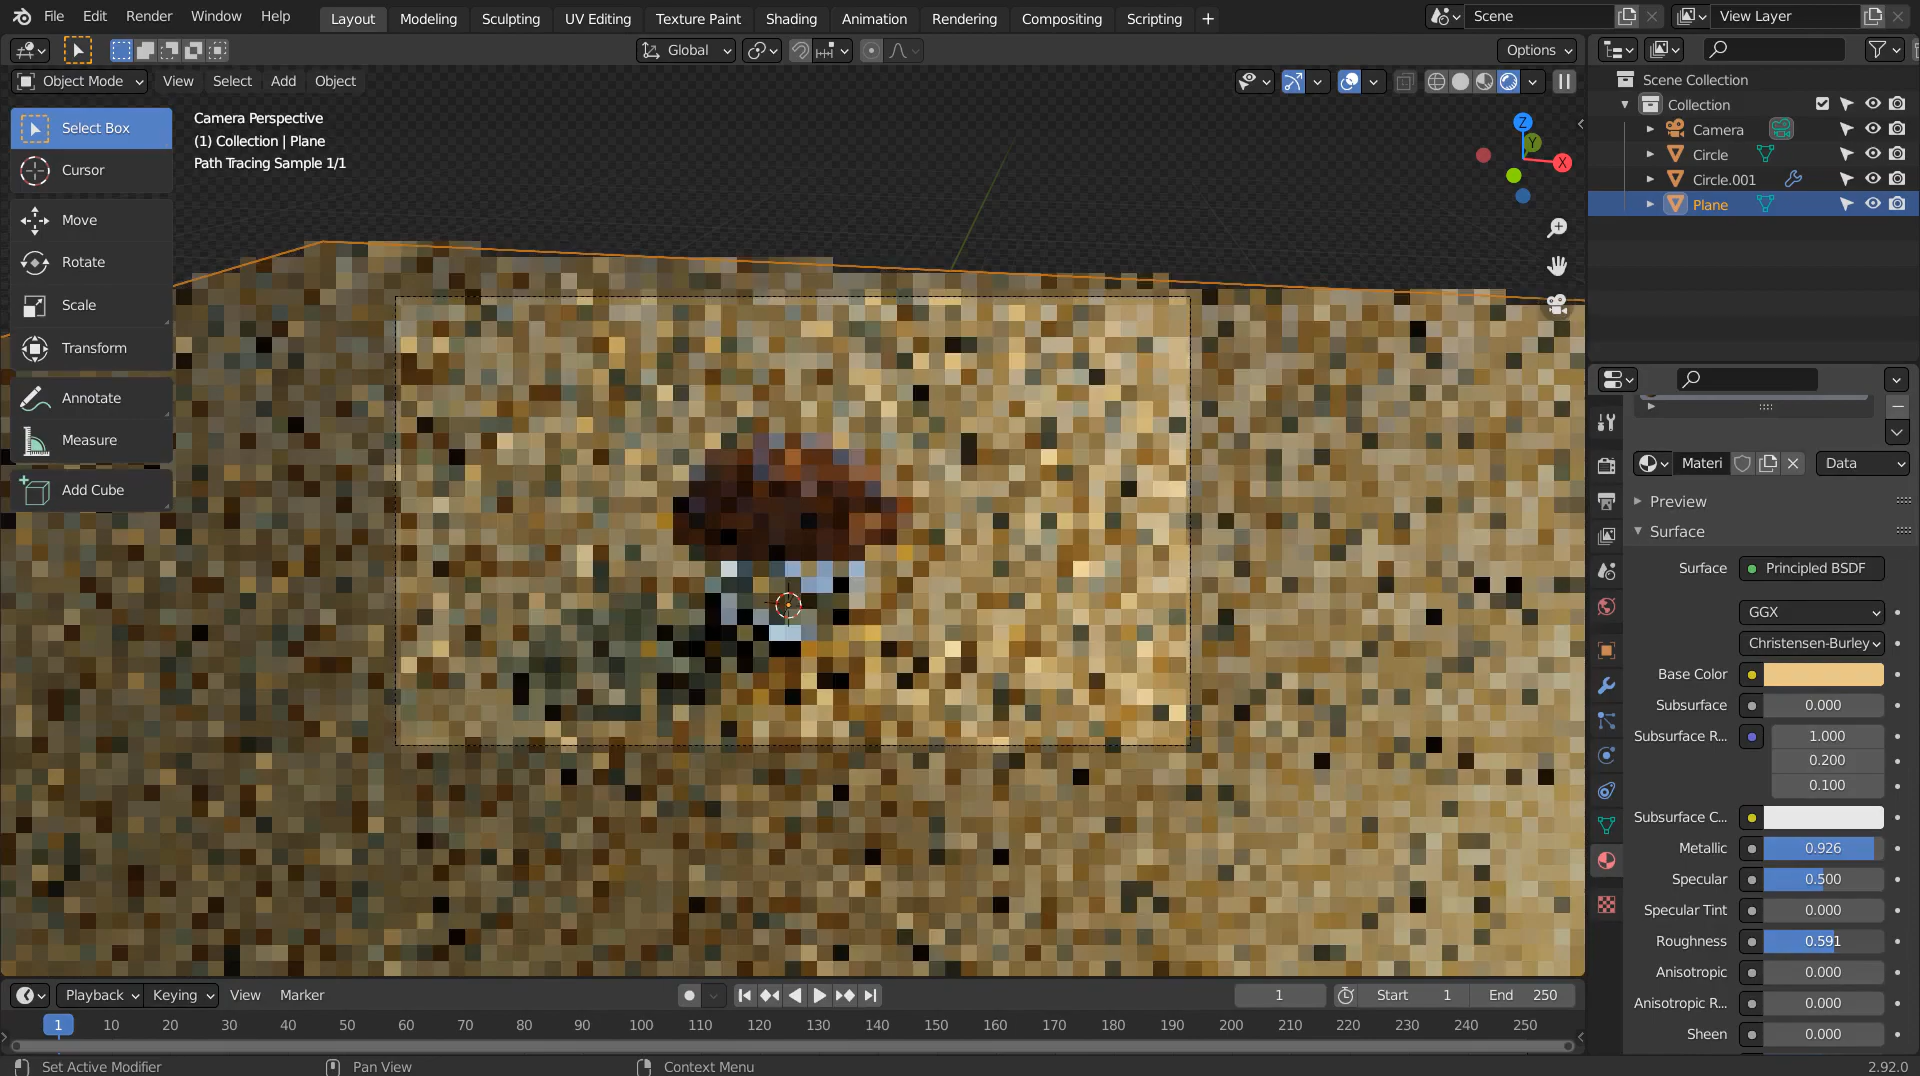 File Edit Render Window Help Layout Modeling Sculpting UV Editing Texture Paint Shading Animation Rendering Compositing Scripting + Scene View Layer
Global Options
Object Mode View Select Add Object
Scene Collection
Collection
Camera
Circle
Circle.001
Plane
Select Box
Cursor
Move
Rotate
Scale
Transform
Annotate
Measure
Add Cube
Camera Perspective
(1) Collection | Plane
Path Tracing Sample 1/1
Z
Y
X
Materi Data
Preview
Surface
Surface Principled BSDF
GGX
Christensen-Burley
Base Color
Subsurface 0.000
Subsurface R... 1.000
0.200
0.100
Subsurface C...
Metallic 0.926
Specular 0.500
Specular Tint 0.000
Roughness 0.591
Anisotropic 0.000
Anisotropic R... 0.000
Sheen 0.000
Playback Keying View Marker 1 Start 1 End 250
1 10 20 30 40 50 60 70 80 90 100 110 120 130 140 150 160 170 180 190 200 210 220 230 240 250
Set Active Modifier Pan View Context Menu 2.92.0